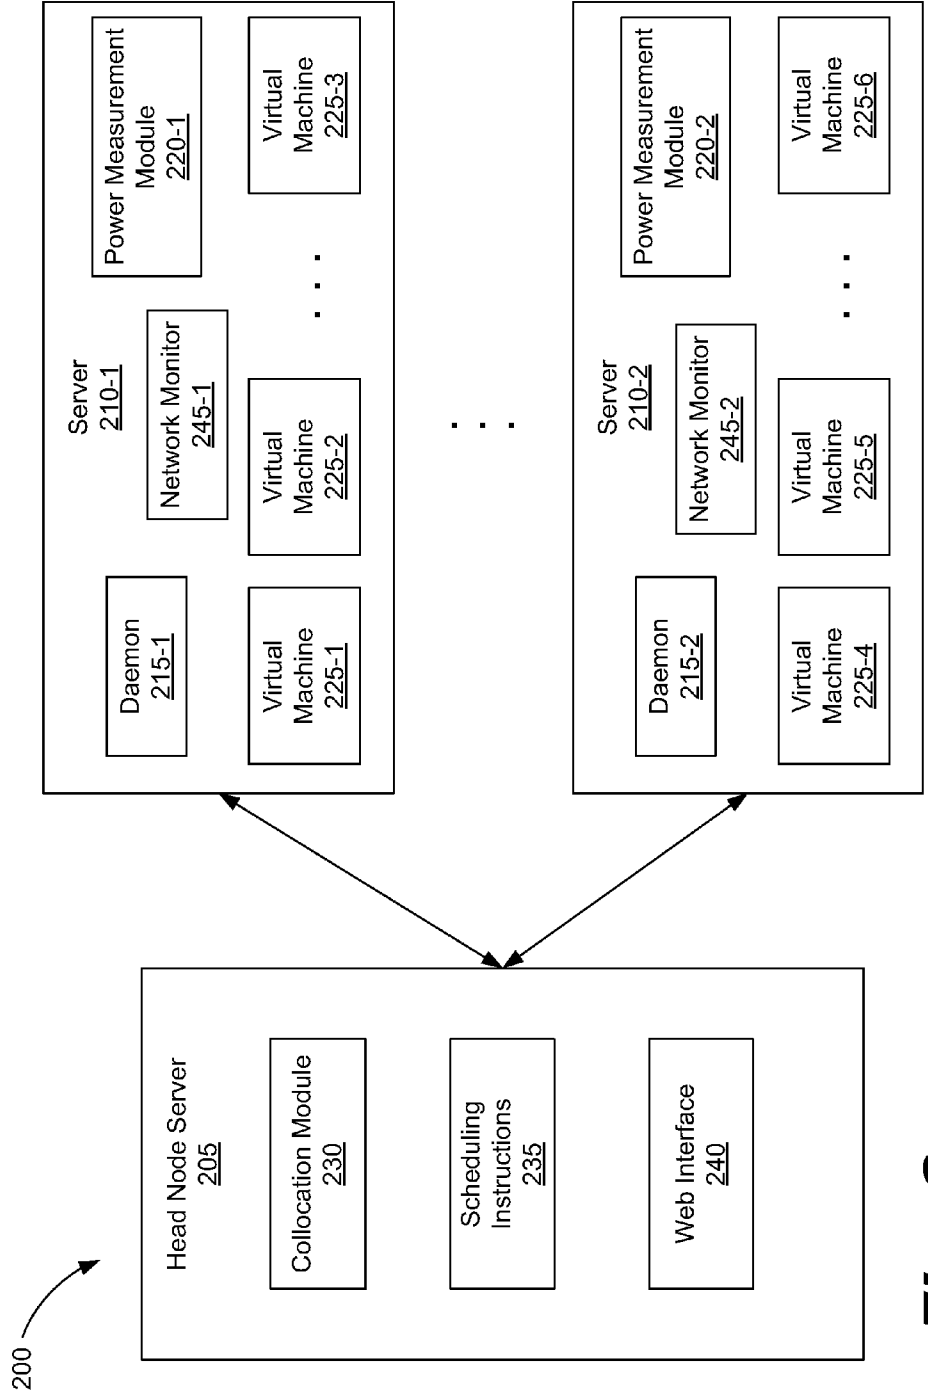 200
Head Node Server
205
Collocation Module
230
Scheduling
Instructions
235
Web Interface
240
Server
210-1
Daemon
215-1
Network Monitor
245-1
Power Measurement
Module
220-1
Virtual
Machine
225-1
Virtual
Machine
225-2
. . .
Virtual
Machine
225-3
. . .
Server
210-2
Daemon
215-2
Network Monitor
245-2
Power Measurement
Module
220-2
Virtual
Machine
225-4
Virtual
Machine
225-5
. . .
Virtual
Machine
225-6